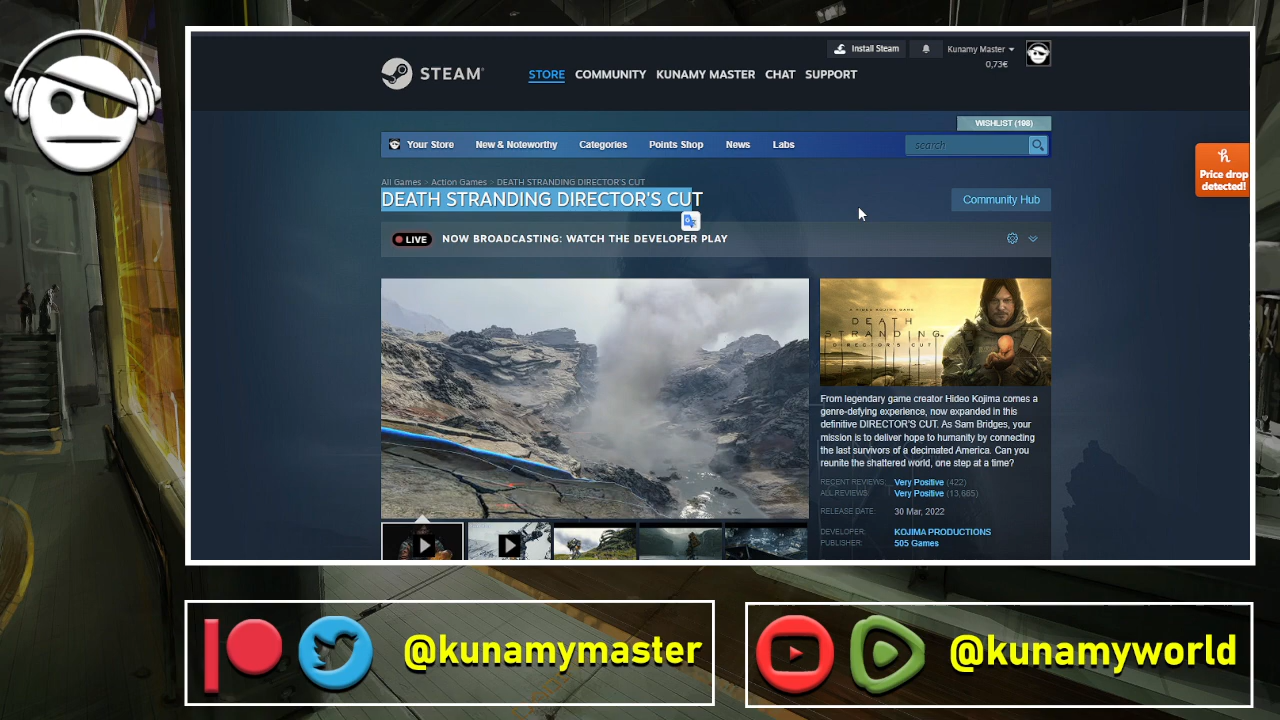 Install Steam
Kunamy Master
0,73€
STEAM®
STORE COMMUNITY KUNAMY MASTER CHAT SUPPORT
WISHLIST (198)
Your Store New & Noteworthy Categories Points Shop News Labs
search
Price drop
detected!
All Games > Action Games > DEATH STRANDING DIRECTOR'S CUT
DEATH STRANDING DIRECTOR'S CUT
Community Hub
LIVE NOW BROADCASTING: WATCH THE DEVELOPER PLAY
A HIDEO KOJIMA GAME
DEATH
STRANDING
DIRECTOR'S CUT
From legendary game creator Hideo Kojima comes a
genre-defying experience, now expanded in this
definitive DIRECTOR'S CUT. As Sam Bridges, your
mission is to deliver hope to humanity by connecting
the last survivors of a decimated America. Can you
reunite the shattered world, one step at a time?
RECENT REVIEWS: Very Positive (422)
ALL REVIEWS: Very Positive (13,665)
RELEASE DATE: 30 Mar, 2022
DEVELOPER: KOJIMA PRODUCTIONS
PUBLISHER: 505 Games
@kunamymaster
@kunamyworld